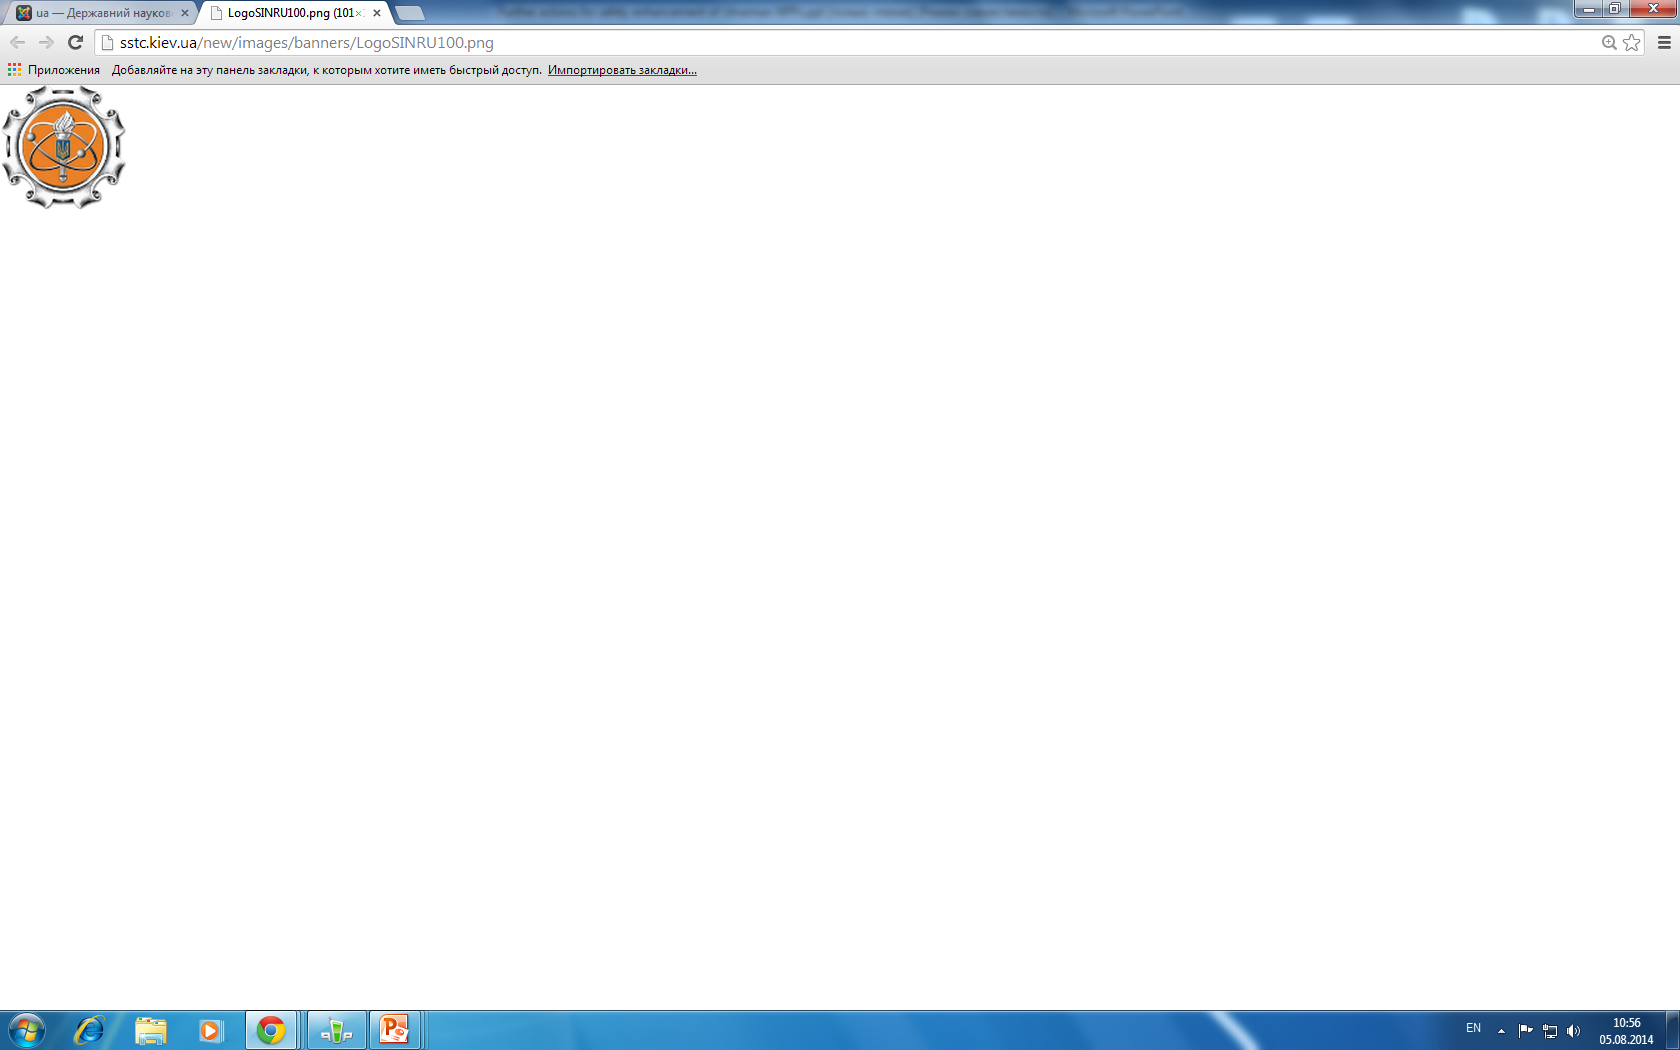 ua — Державний науков
LogoSINRU100.png (101×
sstc.kiev.ua/new/images/banners/LogoSINRU100.png
Приложения Добавляйте на эту панель закладки, к которым хотите иметь быстрый доступ. Импортировать закладки...
EN
10:56
05.08.2014